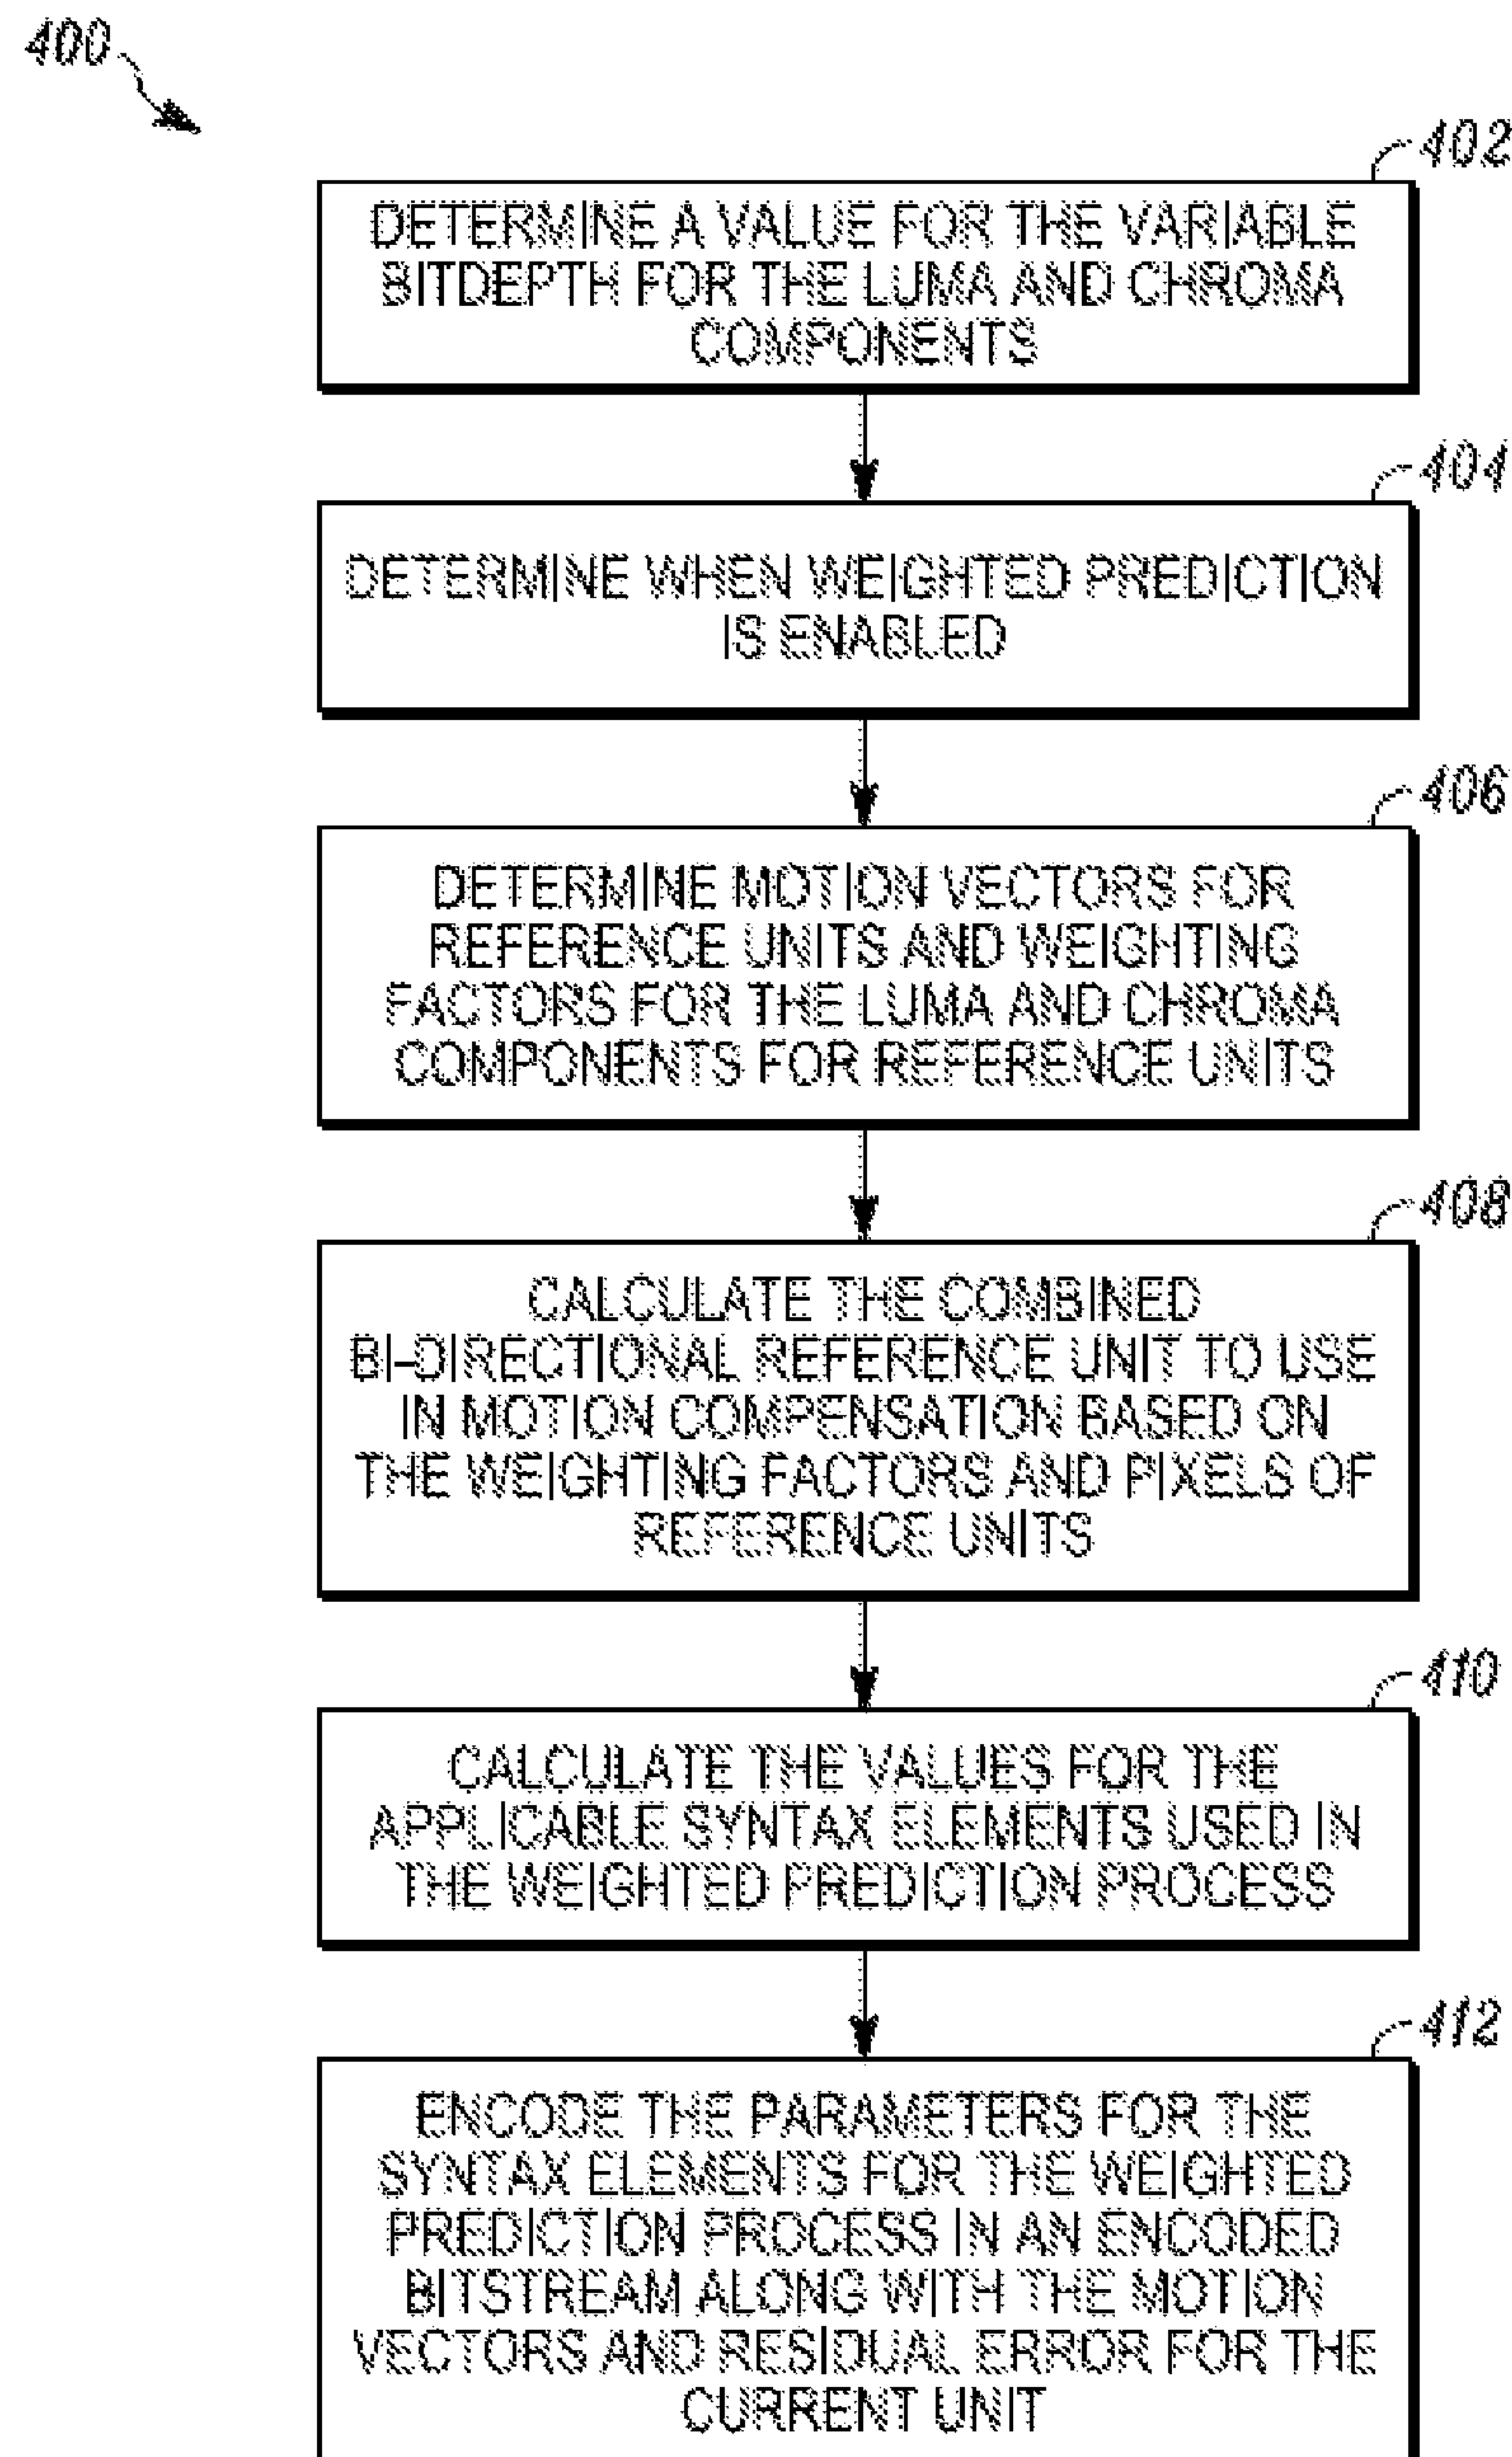 400
402
DETERMINE A VALUE FOR THE VARIABLE
BITDEPTH FOR THE LUMA AND CHROMA
COMPONENTS
404
DETERMINE WHEN WEIGHTED PREDICTION
IS ENABLED
406
DETERMINE MOTION VECTORS FOR
REFERENCE UNITS AND WEIGHTING
FACTORS FOR THE LUMA AND CHROMA
COMPONENTS FOR REFERENCE UNITS
408
CALCULATE THE COMBINED
BI-DIRECTIONAL REFERENCE UNIT TO USE
IN MOTION COMPENSATION BASED ON
THE WEIGHTING FACTORS AND PIXELS OF
REFERENCE UNITS
410
CALCULATE THE VALUES FOR THE
APPLICABLE SYNTAX ELEMENTS USED IN
THE WEIGHTED PREDICTION PROCESS
412
ENCODE THE PARAMETERS FOR THE
SYNTAX ELEMENTS FOR THE WEIGHTED
PREDICTION PROCESS IN AN ENCODED
BITSTREAM ALONG WITH THE MOTION
VECTORS AND RESIDUAL ERROR FOR THE
CURRENT UNIT